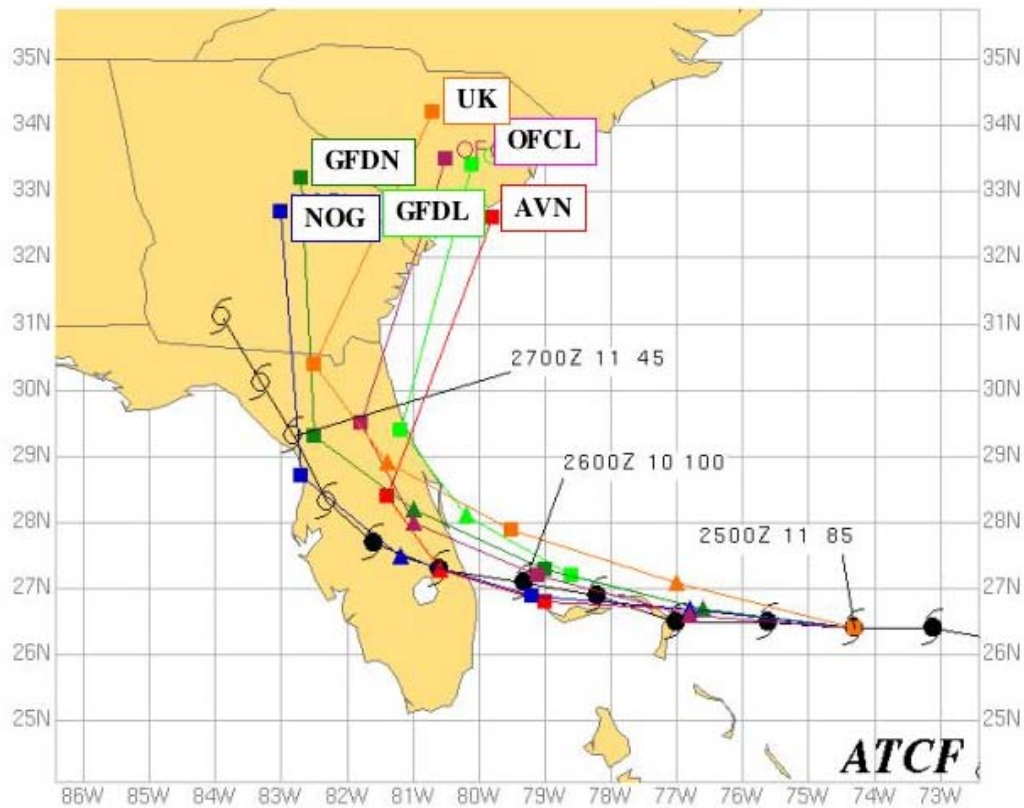 35N 35N
UK
34N 34N
OFCL
GFDN
33N 33N
NOG GFDL AVN
32N 32N
31N 31N
2700Z 11 45
30N 30N
29N 29N
2600Z 10 100
28N 28N
2500Z 11 85
27N 27N
26N 26N
25N 25N
ATCF
86W 85W 84W 83W 82W 81W 80W 79W 78W 77W 76W 75W 74W 73W